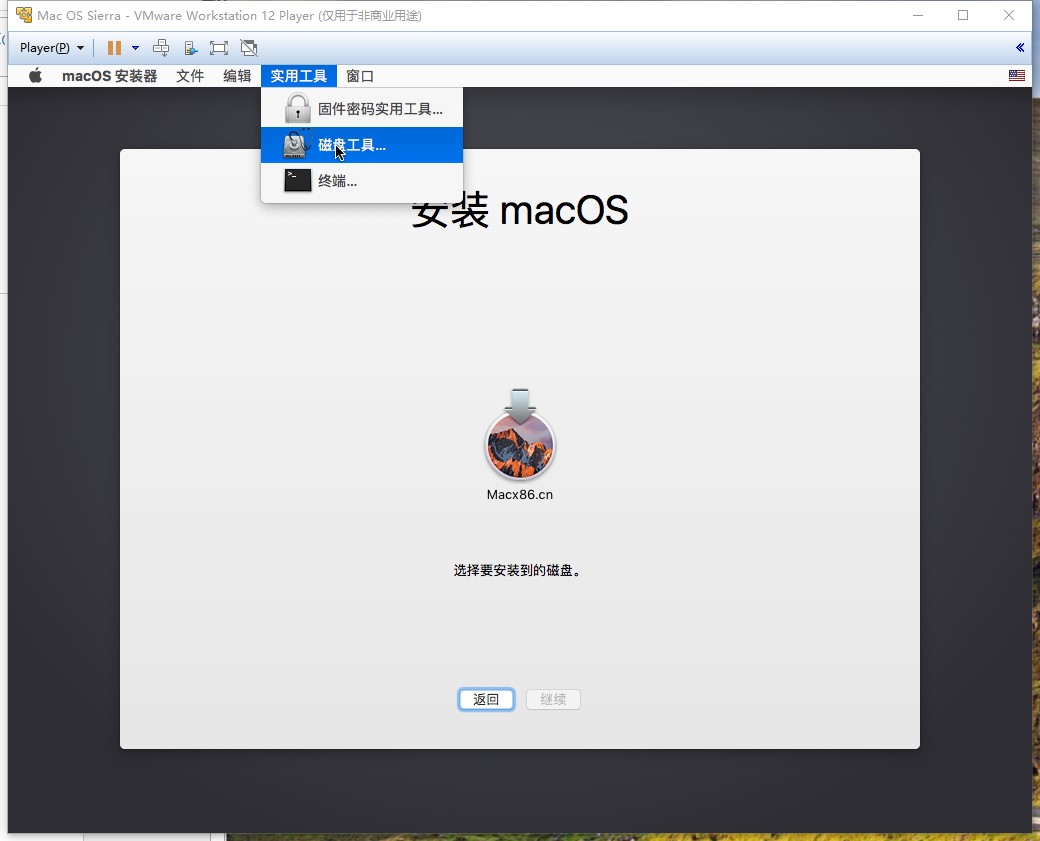 Mac OS Sierra - VMware Workstation 12 Player (仅用于非商业用途)
Player(P)
macOS 安装器 文件 编辑 实用工具 窗口
固件密码实用工具...
磁盘工具...
终端...
安装 macOS
Macx86.cn
选择要安装到的磁盘。
返回 继续